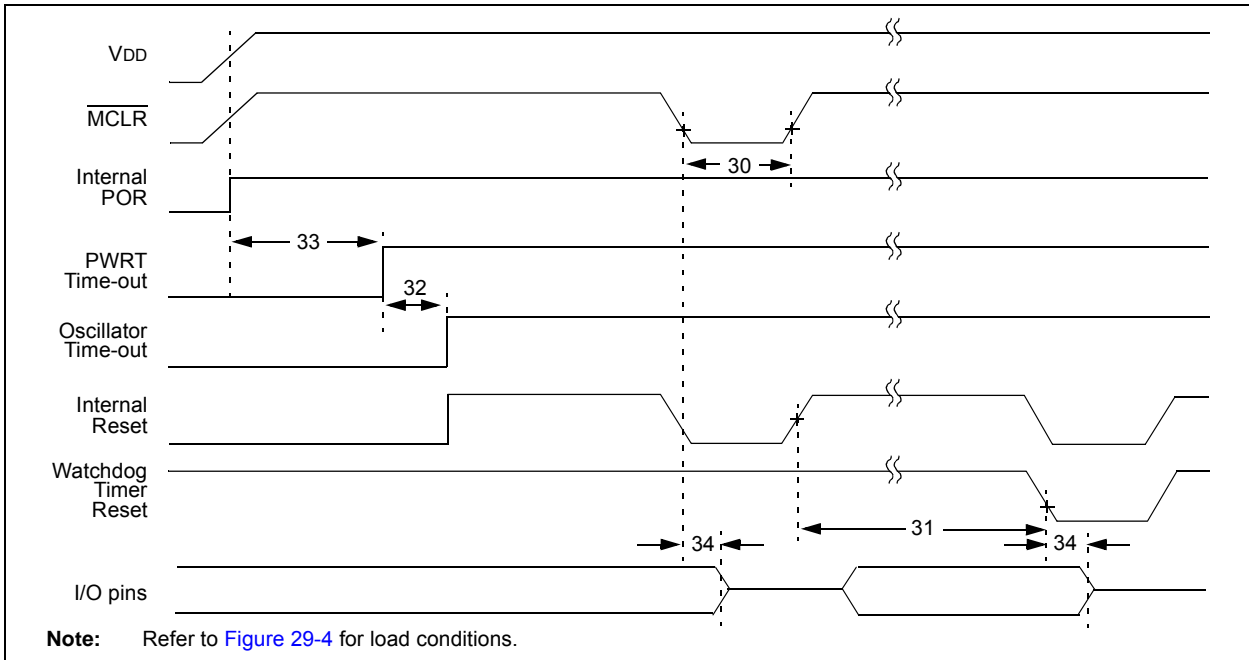 VDD
MCLR
30
Internal
POR
33
PWRT
Time-out
32
Oscillator
Time-out
Internal
Reset
Watchdog
Timer
Reset
31
34
34
I/O pins
Note: Refer to Figure 29-4 for load conditions.